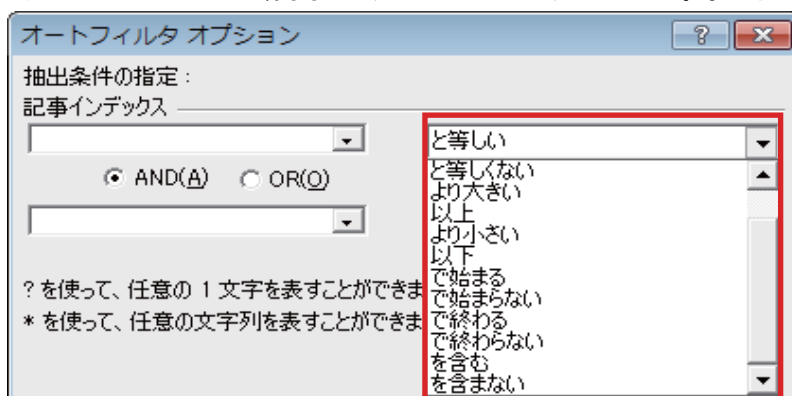 オートフィルタ オプション
抽出条件の指定:
記事インデックス
と等しい
AND(A) OR(O)
と等しくない
より大きい
以上
より小さい
以下
で始まる
で始まらない
で終わる
で終わらない
を含む
を含まない
? を使って、任意の 1 文字を表すことができま
* を使って、任意の文字列を表すことができま